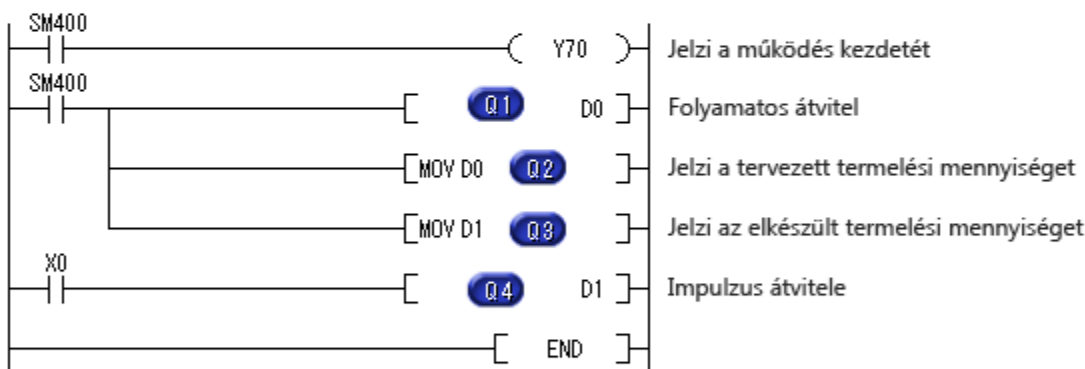 SM400
Y70 Jelzi a működés kezdetét
SM400
Q1 D0 Folyamatos átvitel
MOV D0 Q2 Jelzi a tervezett termelési mennyiséget
MOV D1 Q3 Jelzi az elkészült termelési mennyiséget
X0
Q4 D1 Impulzus átvitele
END